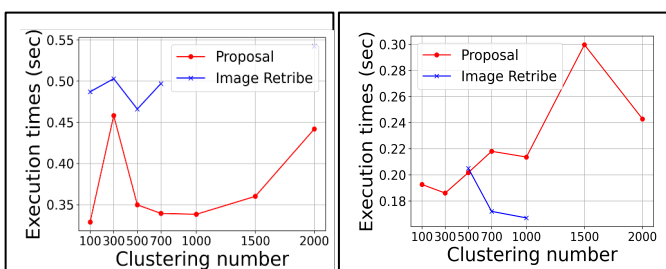 Execution times (sec)
0.55
0.50
0.45
0.40
0.35
Proposal
Image Retribe
100 300 500 700 1000 1500 2000
Clustering number
Execution times (sec)
0.30
0.28
0.26
0.24
0.22
0.20
0.18
Proposal
Image Retribe
100 300 500 700 1000 1500 2000
Clustering number